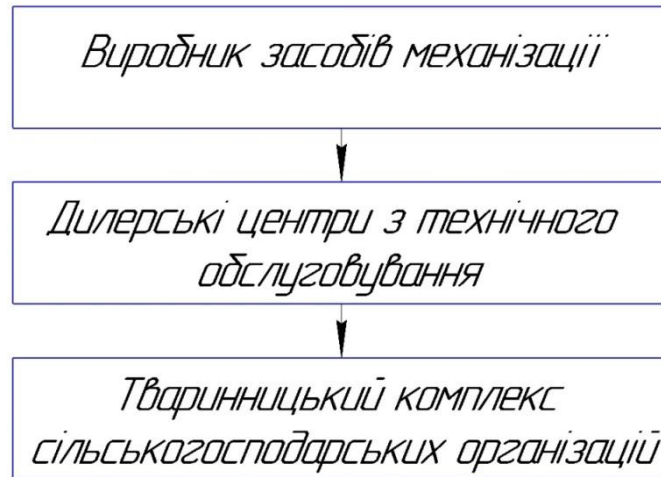 Виробник засобів механізації
Дилерські центри з технічного
обслуговування
Тваринницький комплекс
сільськогосподарських організацій